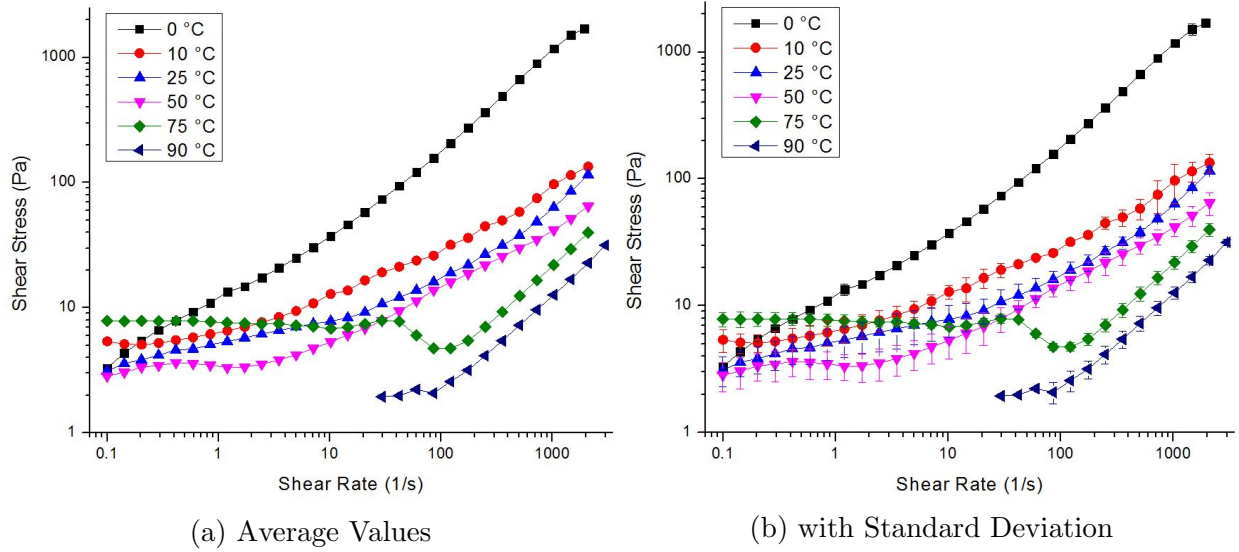 0 °C
10 °C
25 °C
50 °C
75 °C
90 °C
1000
100
10
1
Shear Stress (Pa)
0.1 1 10 100 1000
Shear Rate (1/s)
(a) Average Values
0 °C
10 °C
25 °C
50 °C
75 °C
90 °C
1000
100
10
1
Shear Stress (Pa)
0.1 1 10 100 1000
Shear Rate (1/s)
(b) with Standard Deviation